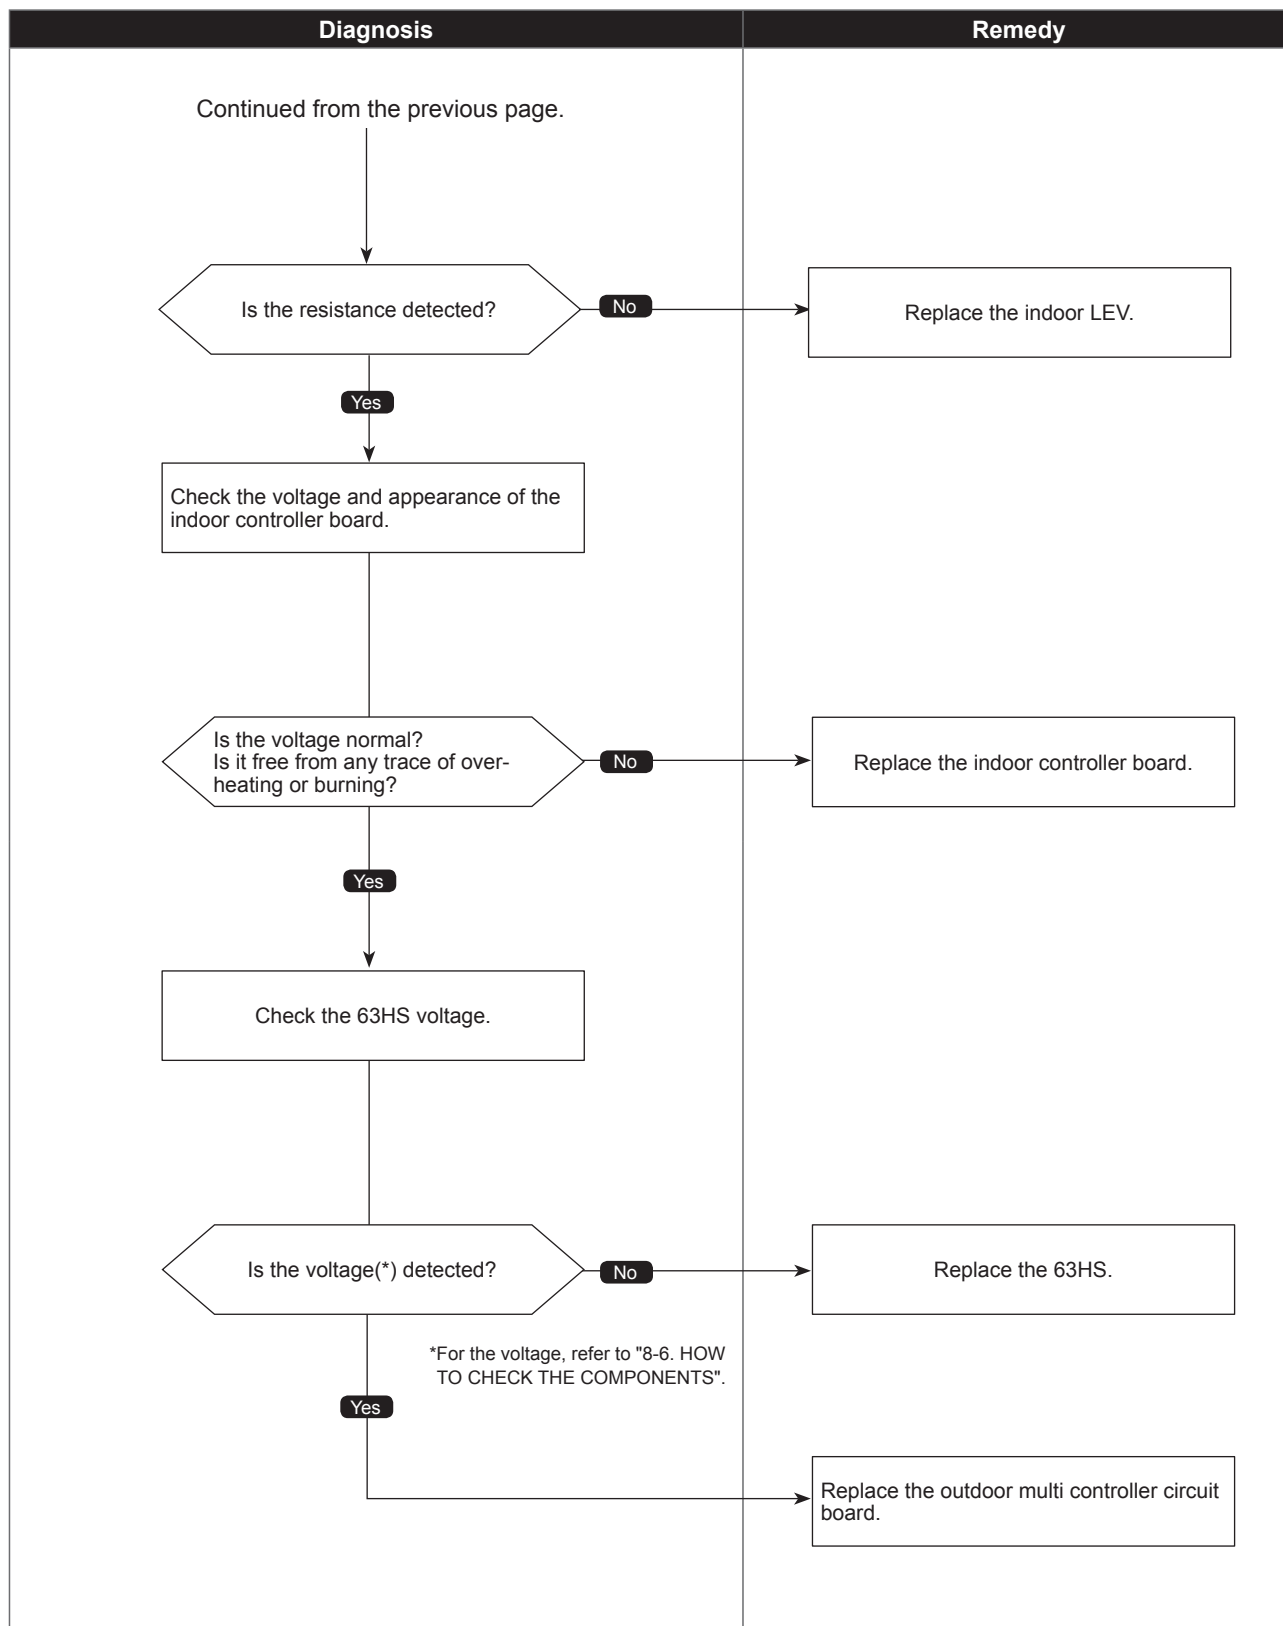 Diagnosis
Remedy
Continued from the previous page.
Is the resistance detected?
No
Replace the indoor LEV.
Yes
Check the voltage and appearance of the
indoor controller board.
Is the voltage normal?
Is it free from any trace of over-
heating or burning?
No
Replace the indoor controller board.
Yes
Check the 63HS voltage.
Is the voltage(*) detected?
No
Replace the 63HS.
*For the voltage, refer to "8-6. HOW
TO CHECK THE COMPONENTS".
Yes
Replace the outdoor multi controller circuit
board.